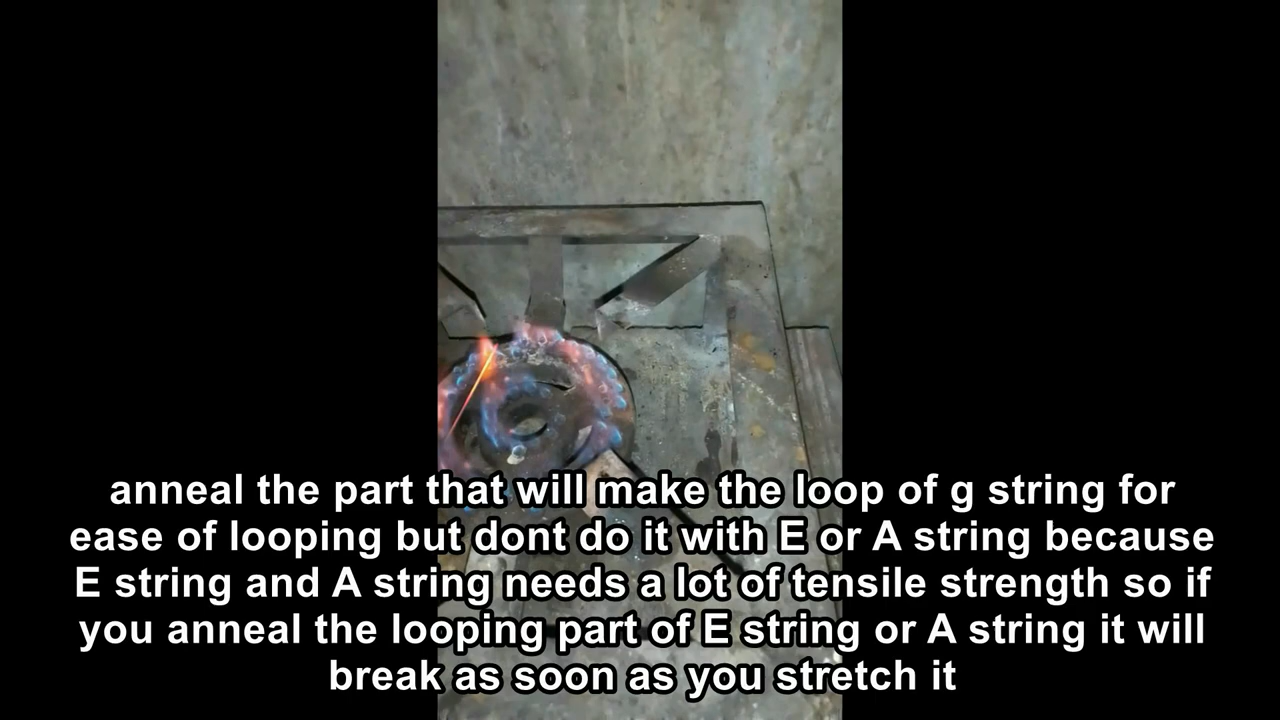 anneal the part that will make the loop of g string for
ease of looping but dont do it with E or A string because
E string and A string needs a lot of tensile strength so if
you anneal the looping part of E string or A string it will
break as soon as you stretch it